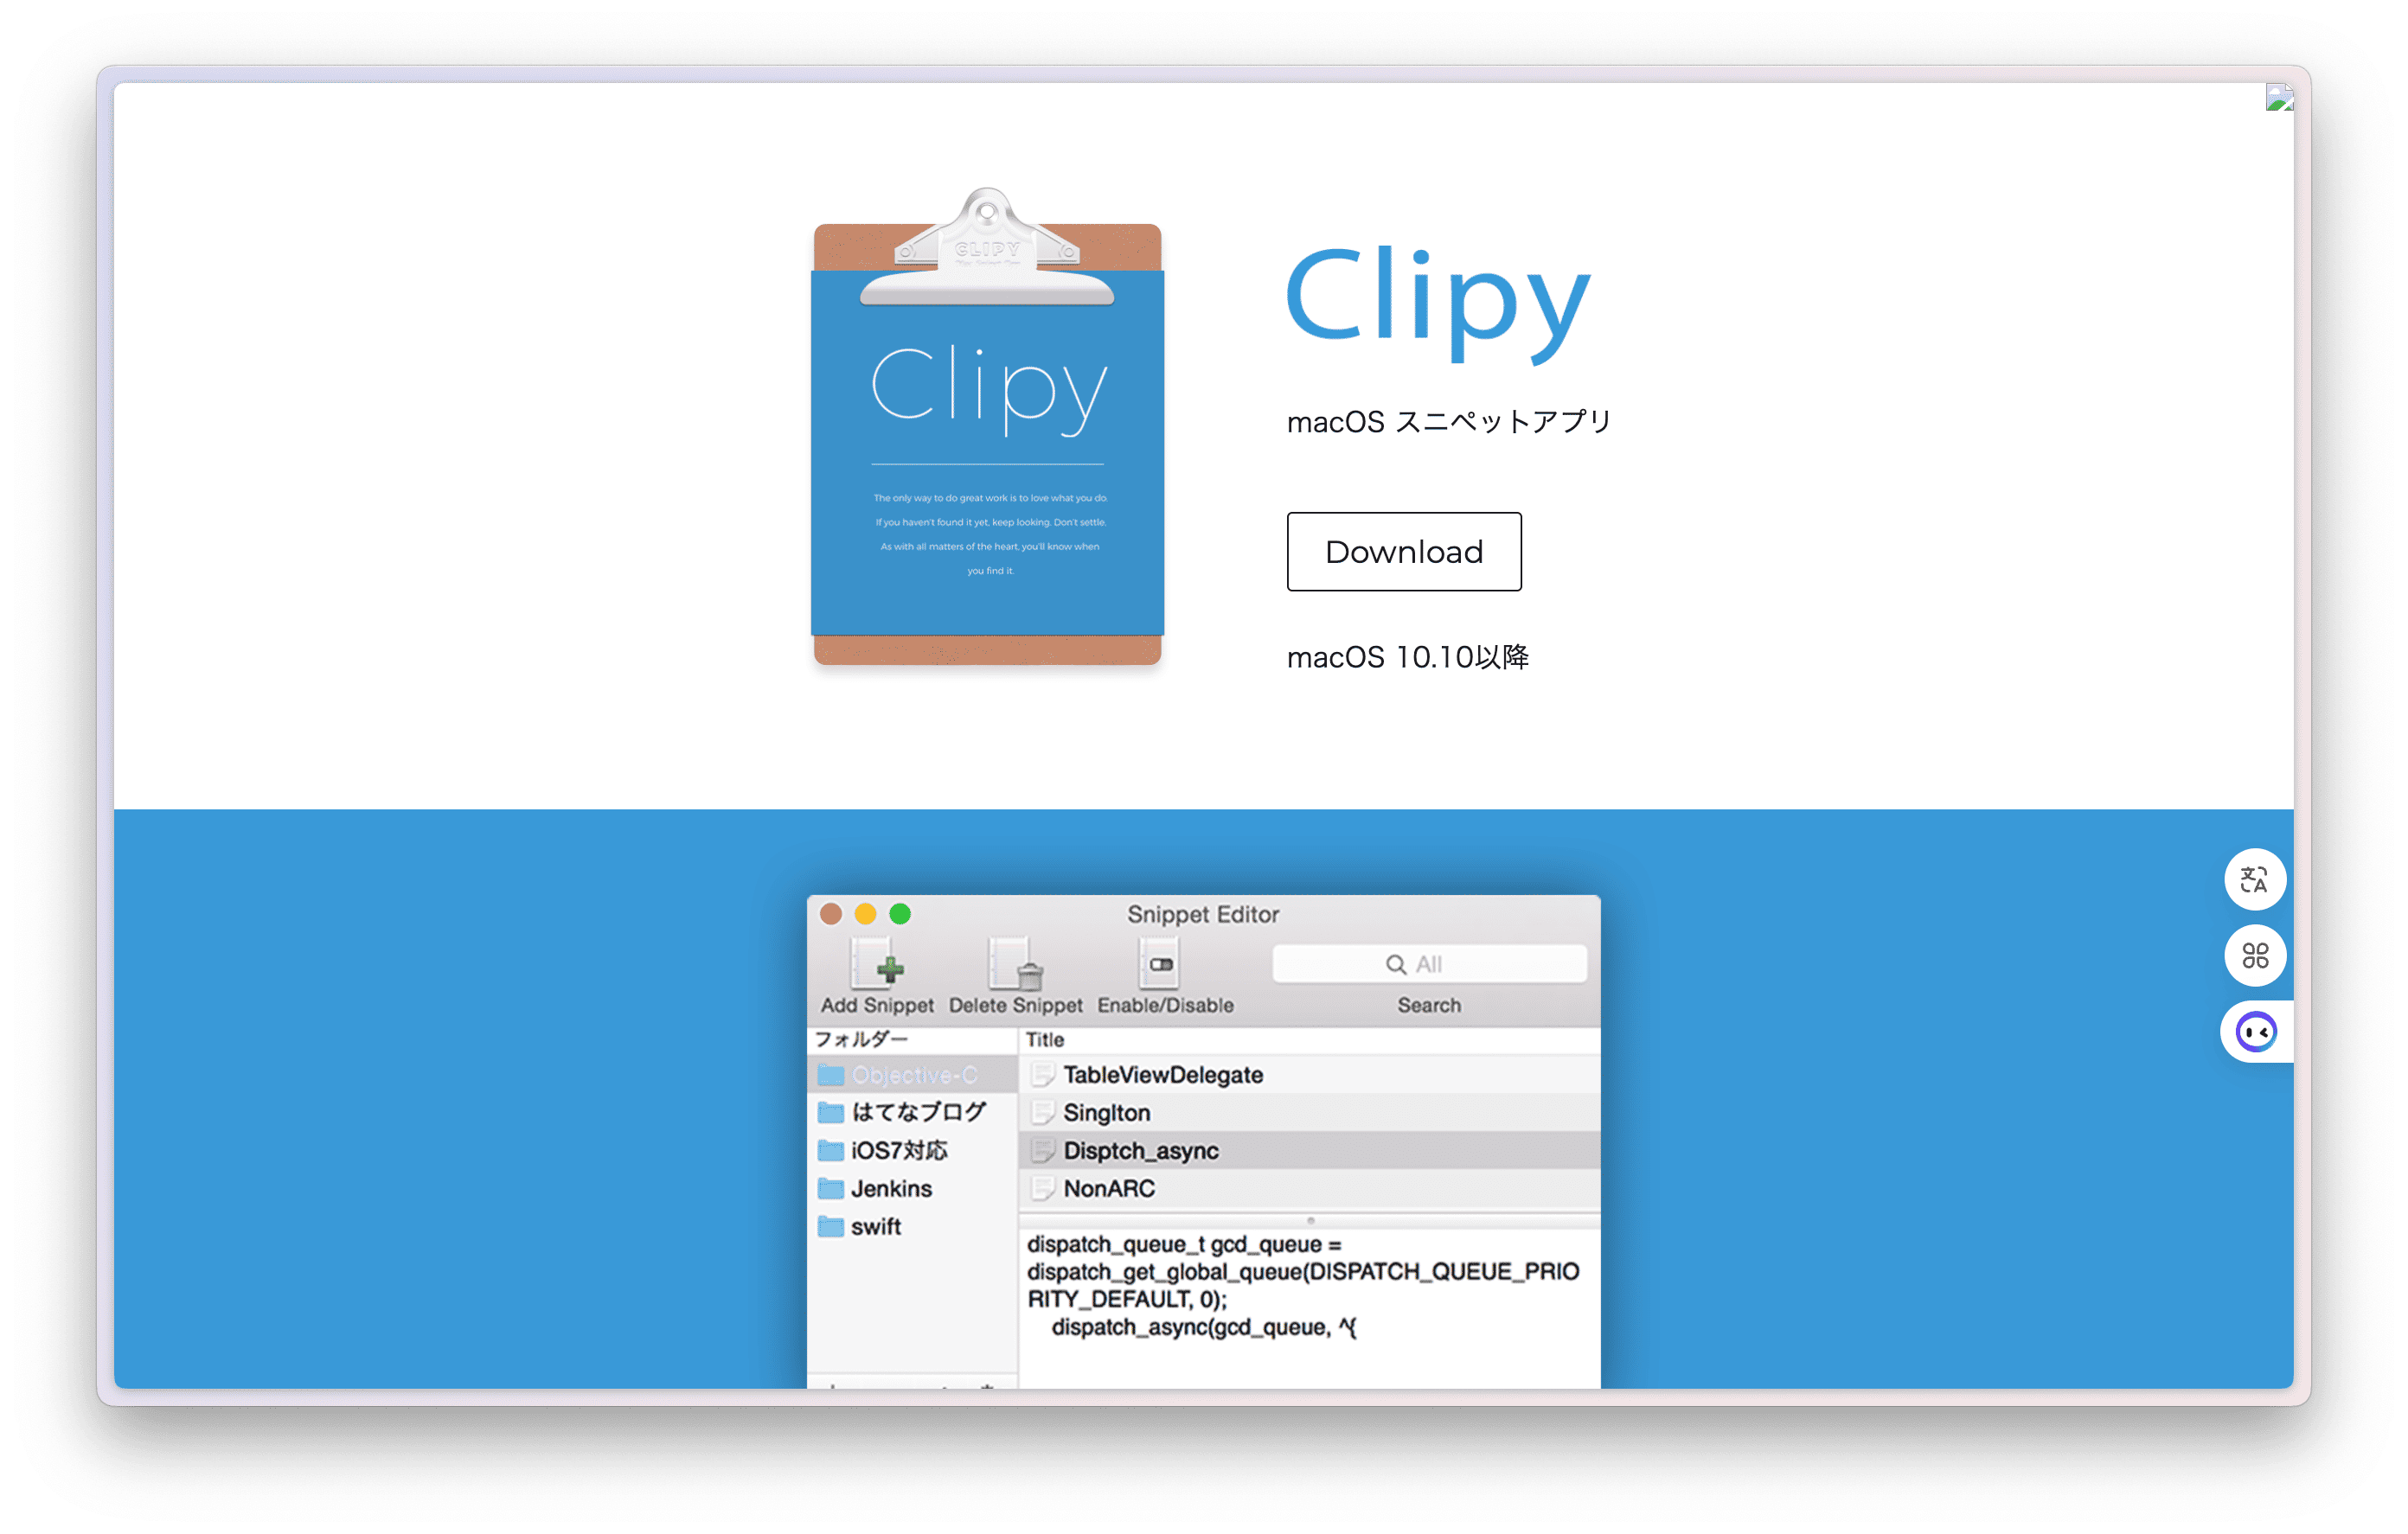 CLIPY
Clipy
The only way to do great work is to love what you do.
If you haven't found it yet, keep looking. Don't settle.
As with all matters of the heart, you'll know when
you find it.
Clipy
macOS スニペットアプリ
Download
macOS 10.10以降
Snippet Editor
All
Add Snippet Delete Snippet Enable/Disable Search
フォルダー
Objective-C
はてなブログ
iOS7対応
Jenkins
swift
Title
TableViewDelegate
Singlton
Disptch_async
NonARC
dispatch_queue_t gcd_queue =
dispatch_get_global_queue(DISPATCH_QUEUE_PRIO
RITY_DEFAULT, 0);
dispatch_async(gcd_queue, ^{